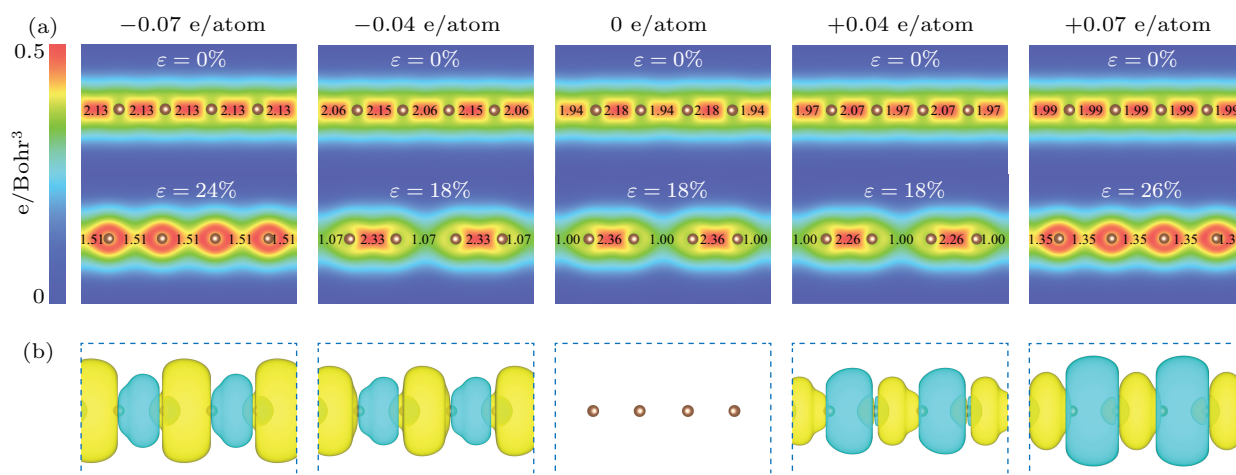 (a) −0.07 e/atom −0.04 e/atom 0 e/atom +0.04 e/atom +0.07 e/atom
0.5 ε = 0% ε = 0% ε = 0% ε = 0% ε = 0%
2.13 2.13 2.13 2.13 2.13 2.06 2.15 2.06 2.15 2.06 1.94 2.18 1.94 2.18 1.94 1.97 2.07 1.97 2.07 1.97 1.99 1.99 1.99 1.99 1.99
e/Bohr³
ε = 24% ε = 18% ε = 18% ε = 18% ε = 26%
1.51 1.51 1.51 1.51 1.51 1.07 2.33 1.07 2.33 1.07 1.00 2.36 1.00 2.36 1.00 1.00 2.26 1.00 2.26 1.00 1.35 1.35 1.35 1.35 1.3
0
(b)